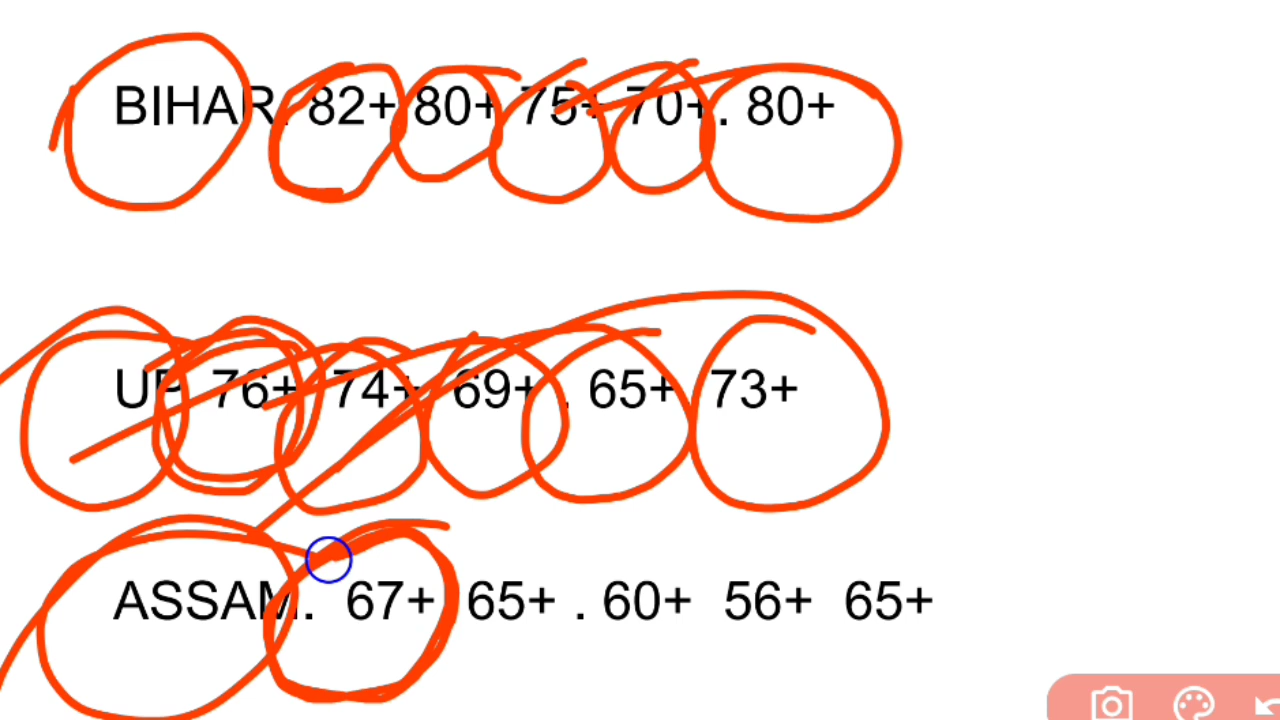 BIHAR. 82+ 80+ 75+ 70+. 80+
UP. 76+ 74+ 69+ . 65+ 73+
ASSAM. 67+ 65+ . 60+ 56+ 65+